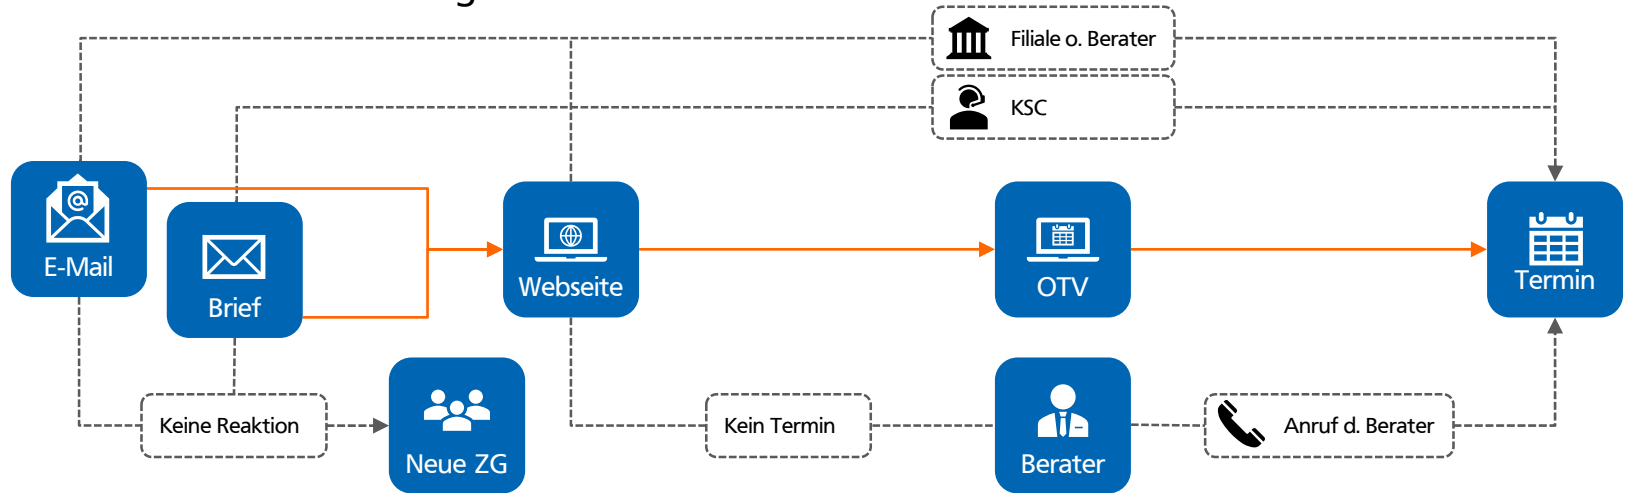 Filiale o. Berater
KSC
E-Mail
Brief
Webseite
OTV
Termin
Keine Reaktion
Neue ZG
Kein Termin
Berater
Anruf d. Berater